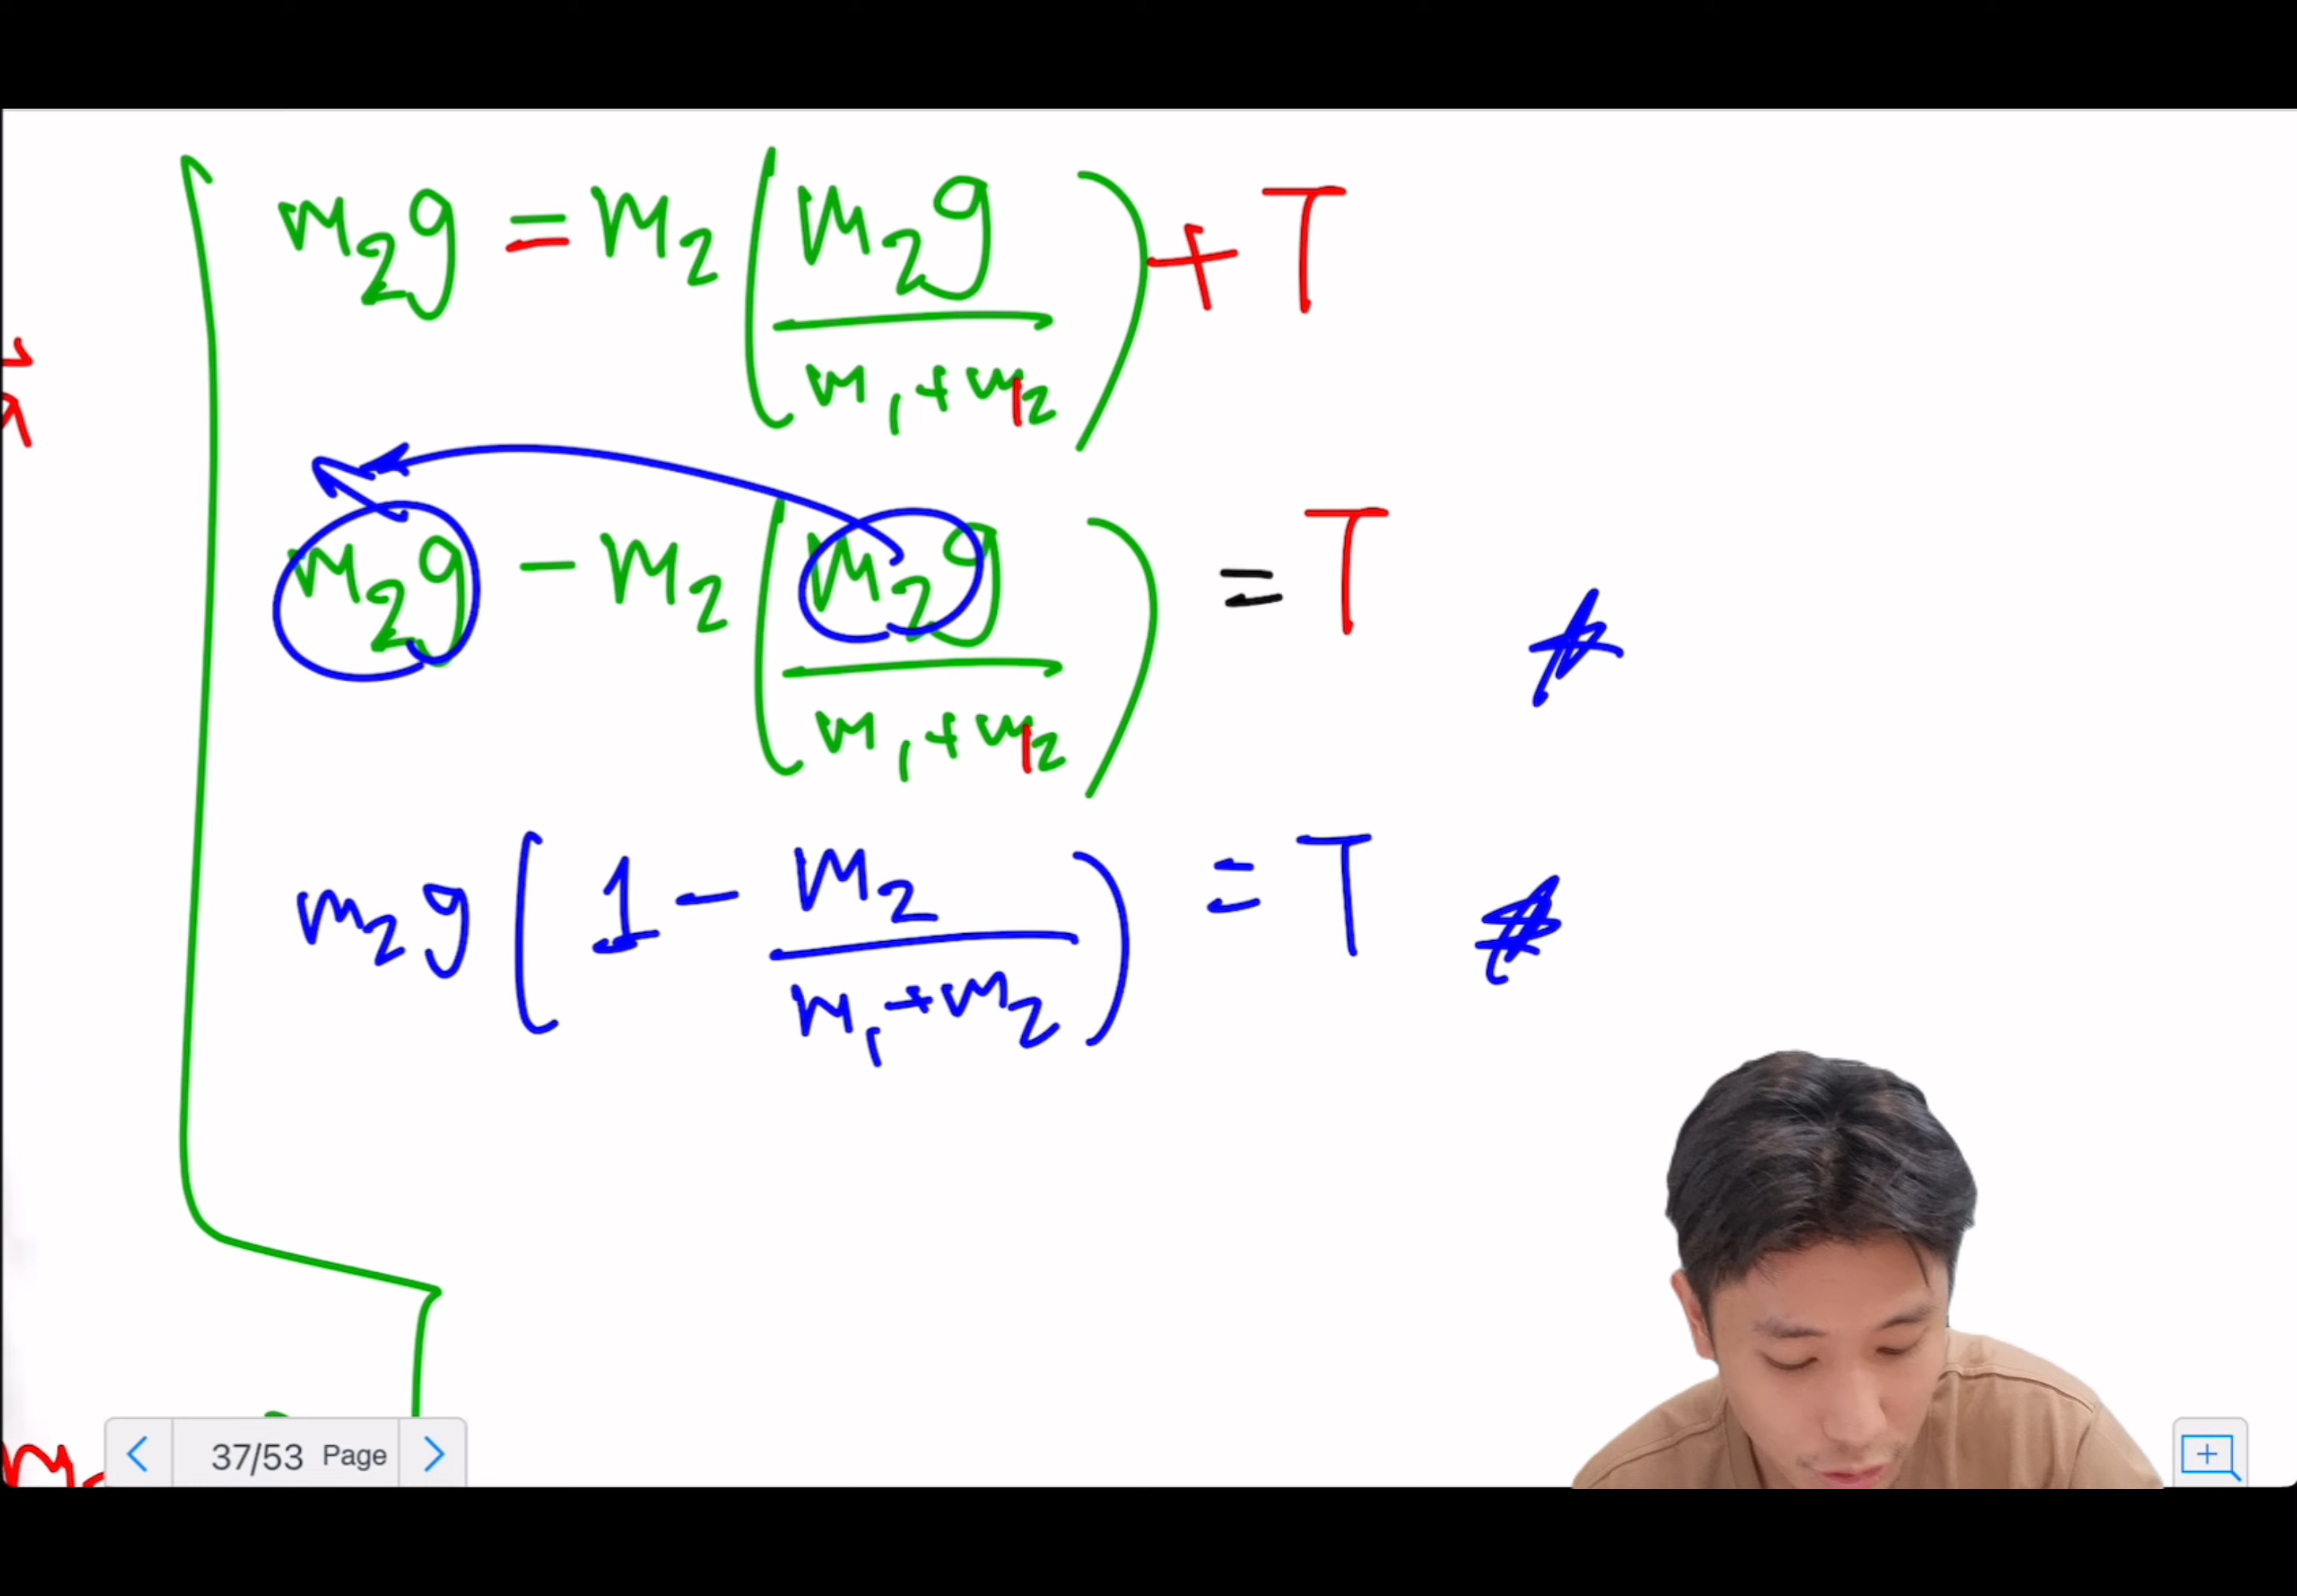 m₂g = m₂(m₂g/(m₁+m₂)) + T
m₂g − m₂(m₂g/(m₁+m₂)) = T
m₂g(1 − m₂/(m₁+m₂)) = T
37/53 Page